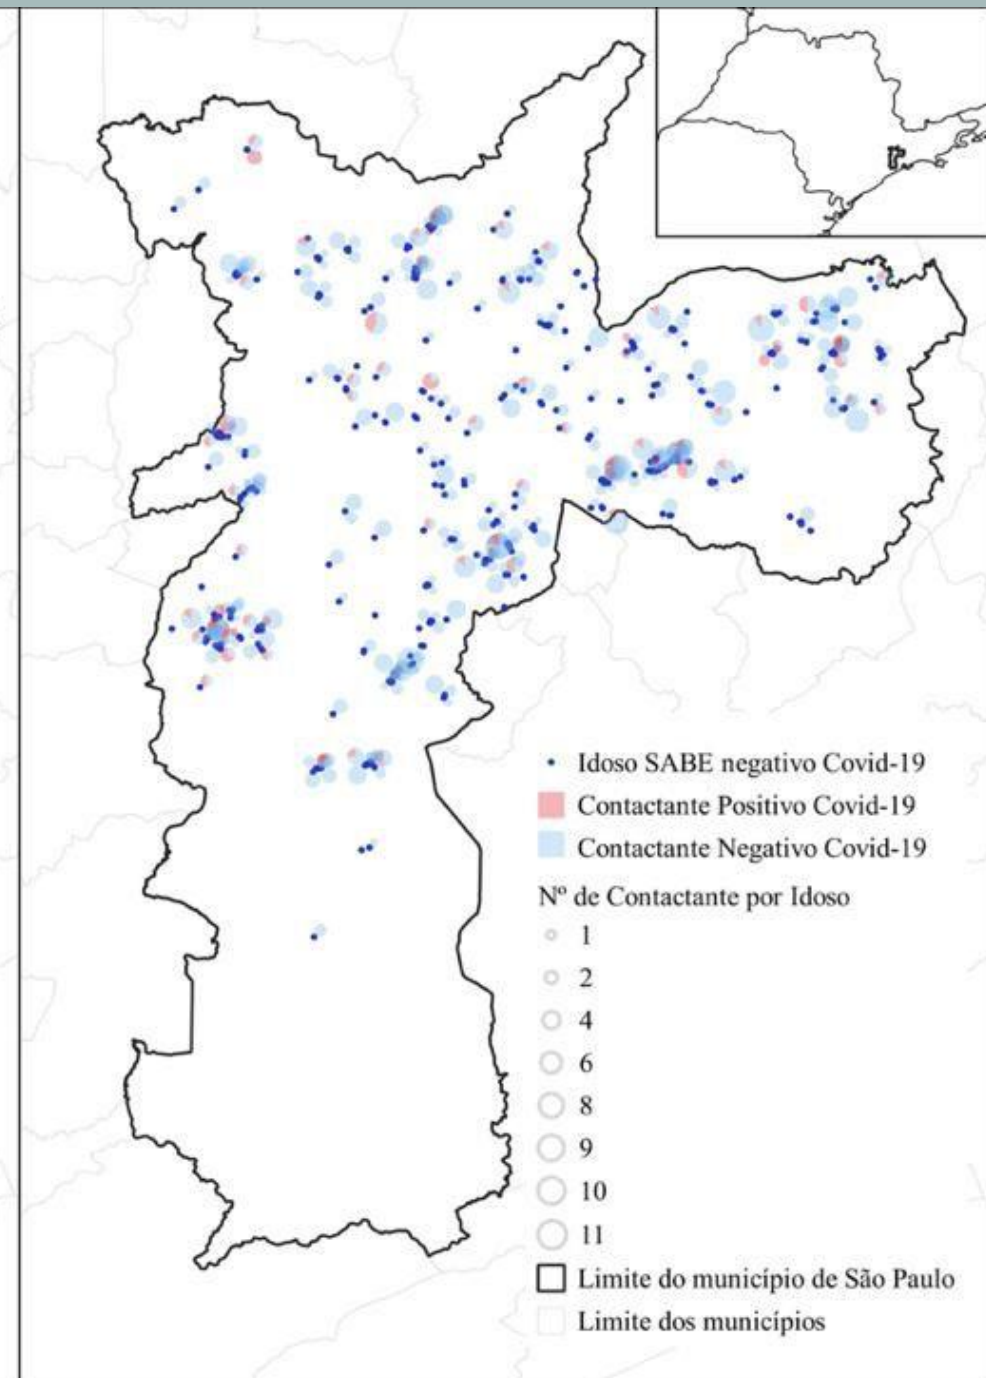 Idoso SABE negativo Covid-19
Contactante Positivo Covid-19
Contactante Negativo Covid-19
Nº de Contactante por Idoso
1
2
4
6
8
9
10
11
Limite do município de São Paulo
Limite dos municípios